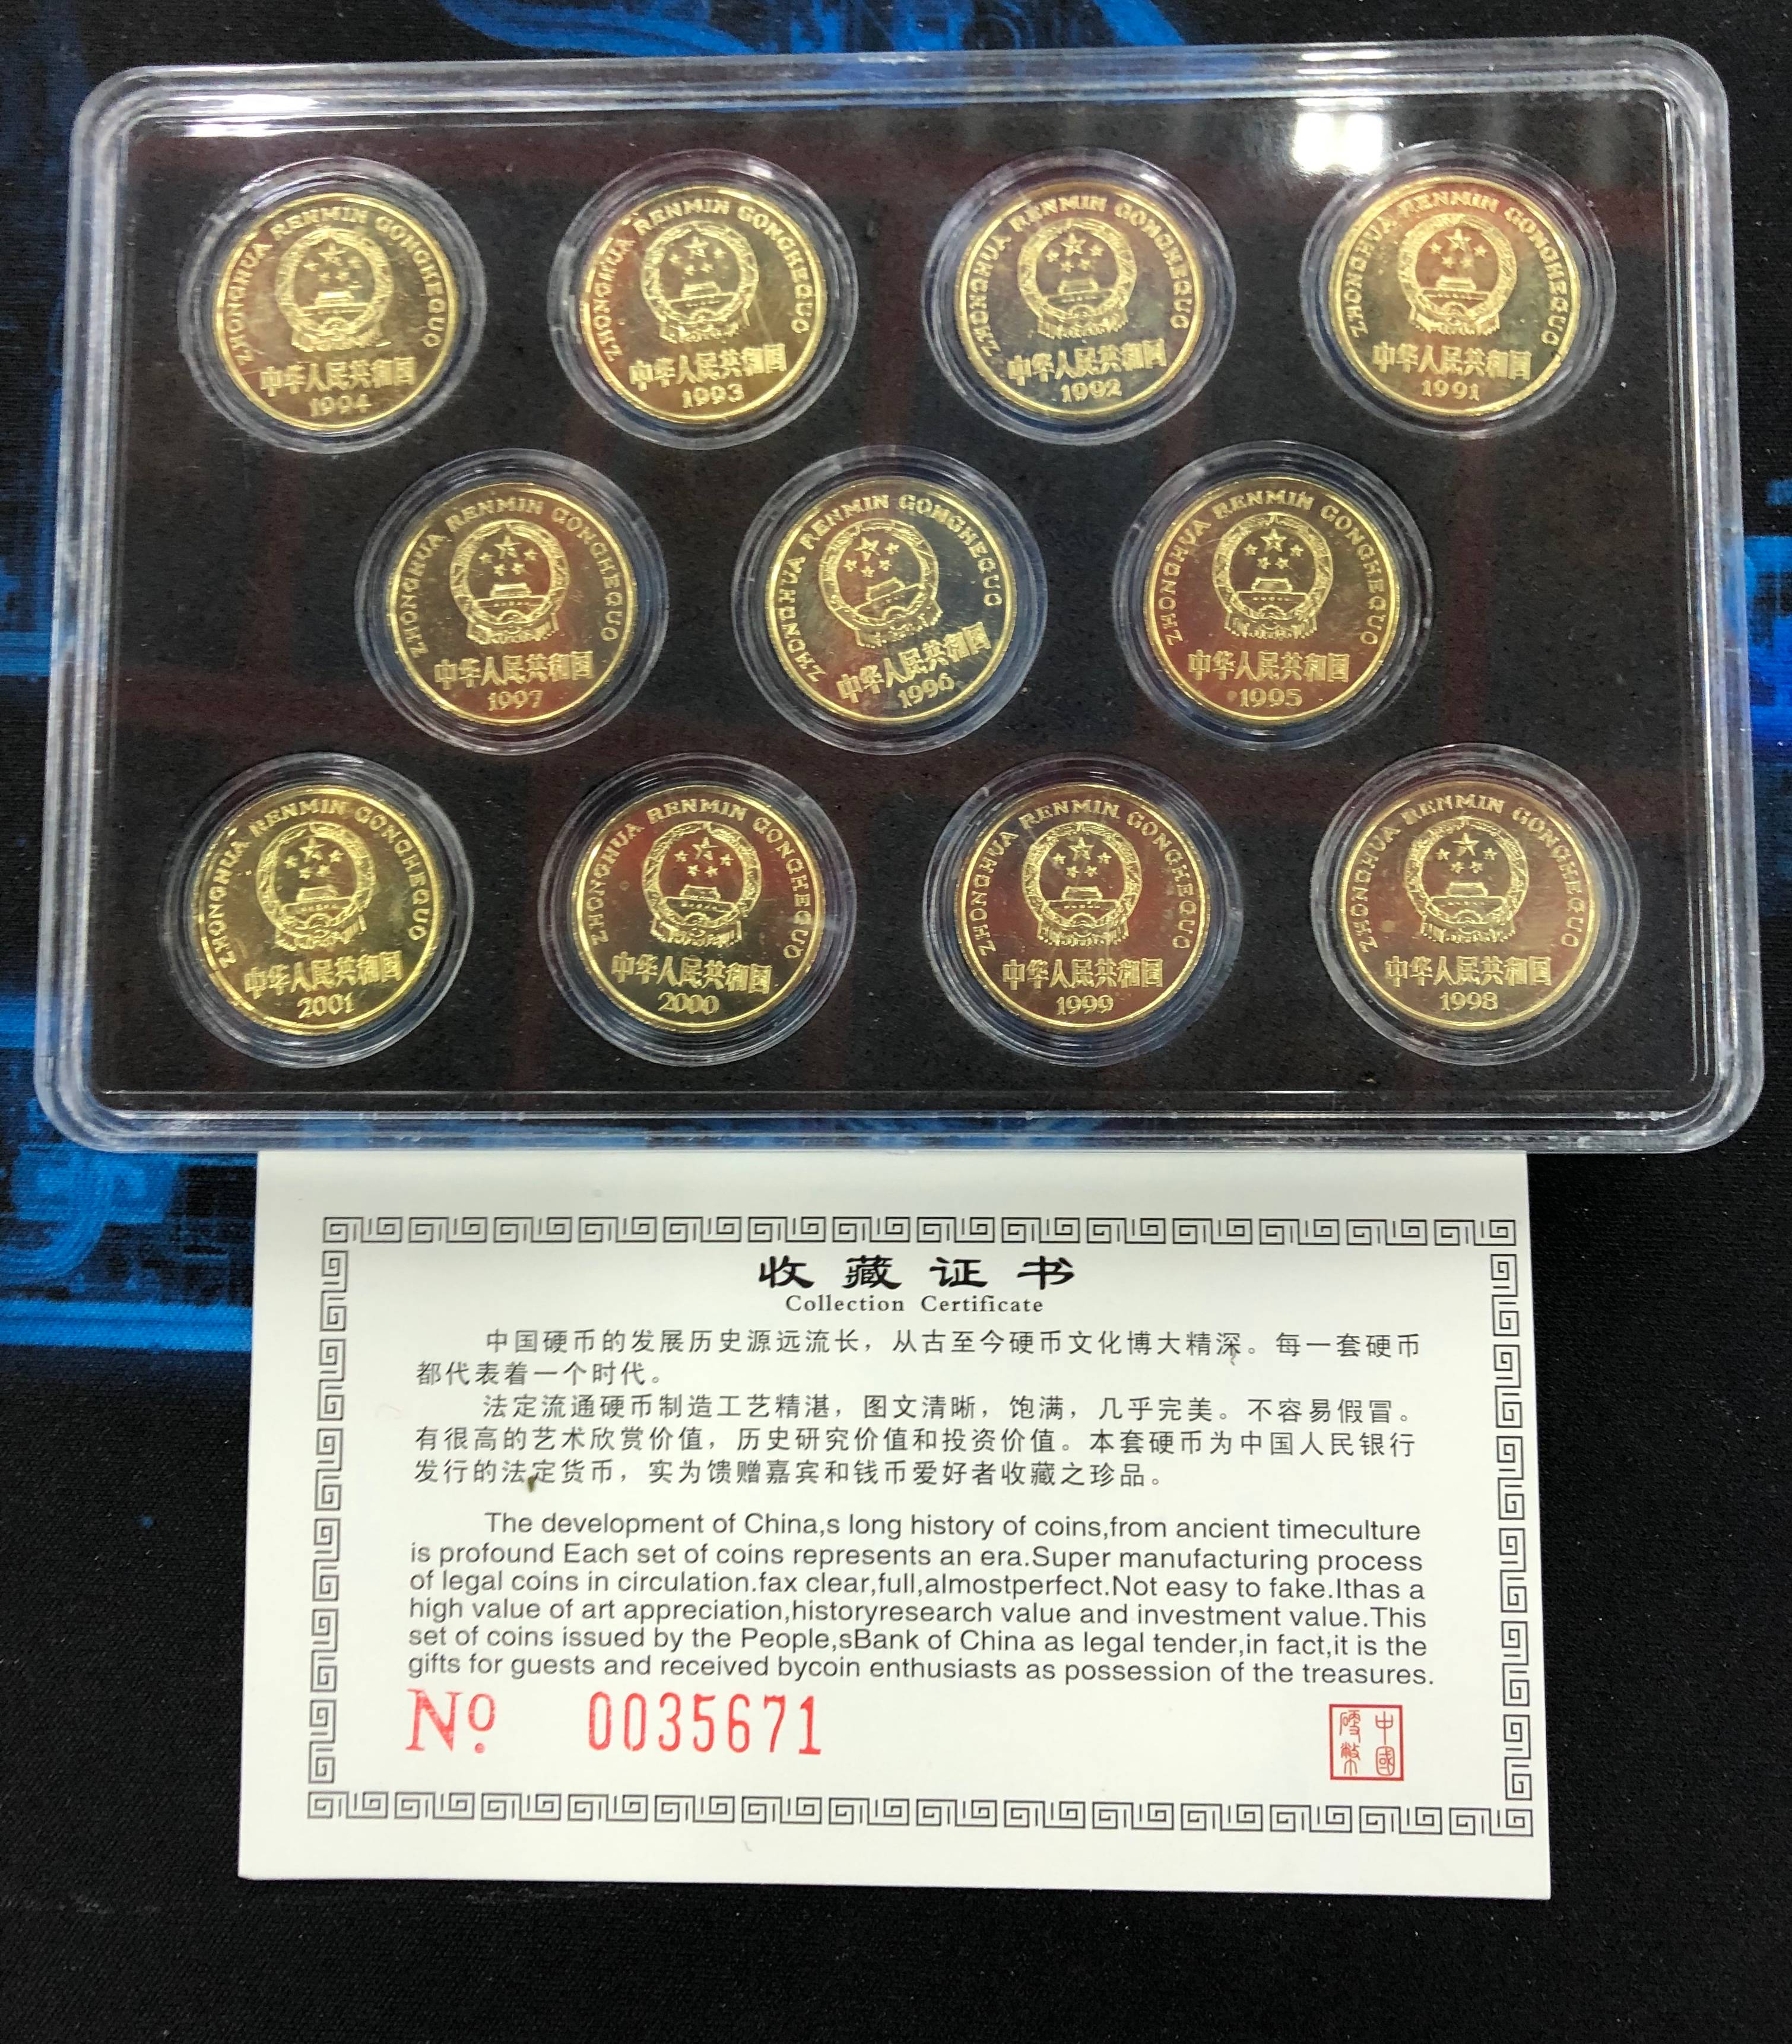 ZHONGHUA RENMIN GONGHEGUO
中华人民共和国
1994
ZHONGHUA RENMIN GONGHEGUO
中华人民共和国
1993
ZHONGHUA RENMIN GONGHEGUO
中华人民共和国
1992
ZHONGHUA RENMIN GONGHEGUO
中华人民共和国
1991
ZHONGHUA RENMIN GONGHEGUO
中华人民共和国
1997
ZHONGHUA RENMIN GONGHEGUO
中华人民共和国
1996
ZHONGHUA RENMIN GONGHEGUO
中华人民共和国
1995
ZHONGHUA RENMIN GONGHEGUO
中华人民共和国
2001
ZHONGHUA RENMIN GONGHEGUO
中华人民共和国
2000
ZHONGHUA RENMIN GONGHEGUO
中华人民共和国
1999
ZHONGHUA RENMIN GONGHEGUO
中华人民共和国
1998
收藏证书
Collection Certificate
中国硬币的发展历史源远流长，从古至今硬币文化博大精深。每一套硬币
都代表着一个时代。
法定流通硬币制造工艺精湛，图文清晰，饱满，几乎完美。不容易假冒。
有很高的艺术欣赏价值，历史研究价值和投资价值。本套硬币为中国人民银行
发行的法定货币，实为馈赠嘉宾和钱币爱好者收藏之珍品。
The development of China,s long history of coins,from ancient timeculture
is profound Each set of coins represents an era.Super manufacturing process
of legal coins in circulation.fax clear,full,almostperfect.Not easy to fake.Ithas a
high value of art appreciation,historyresearch value and investment value.This
set of coins issued by the People,sBank of China as legal tender,in fact,it is the
gifts for guests and received bycoin enthusiasts as possession of the treasures.
No. 0035671
中國
硬幣